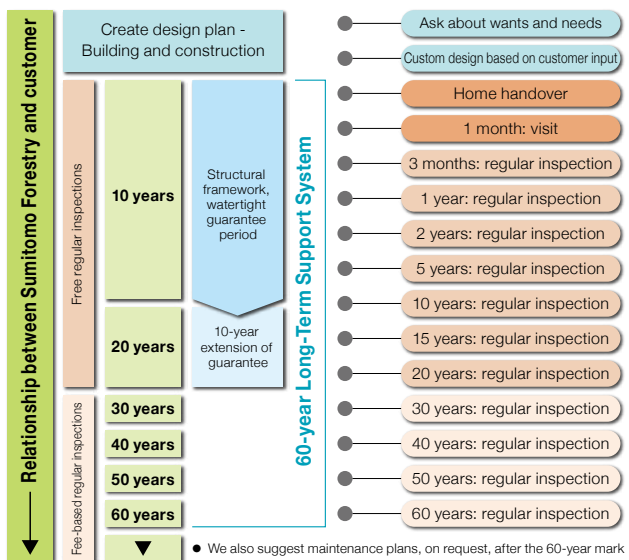 Relationship between Sumitomo Forestry and customer
Create design plan -
Building and construction
Free regular inspections
Fee-based regular inspections
10 years
20 years
30 years
40 years
50 years
60 years
Structural
framework,
watertight
guarantee
period
10-year
extension of
guarantee
60-year Long-Term Support System
Ask about wants and needs
Custom design based on customer input
Home handover
1 month: visit
3 months: regular inspection
1 year: regular inspection
2 years: regular inspection
5 years: regular inspection
10 years: regular inspection
15 years: regular inspection
20 years: regular inspection
30 years: regular inspection
40 years: regular inspection
50 years: regular inspection
60 years: regular inspection
● We also suggest maintenance plans, on request, after the 60-year mark